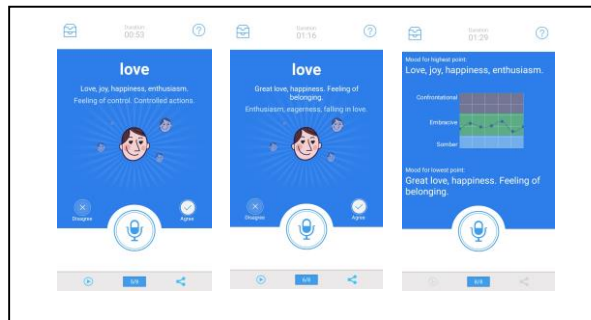 Duration
00:53
love
Love, joy, happiness, enthusiasm.
Feeling of control. Controlled actions.
Disagree
Agree
5/8
Duration
01:16
love
Great love, happiness. Feeling of
belonging.
Enthusiasm, eagerness, falling in love.
Disagree
Agree
6/8
Duration
01:29
Mood for highest point:
Love, joy, happiness, enthusiasm.
Confrontational
Embracive
Somber
Mood for lowest point:
Great love, happiness. Feeling of
belonging.